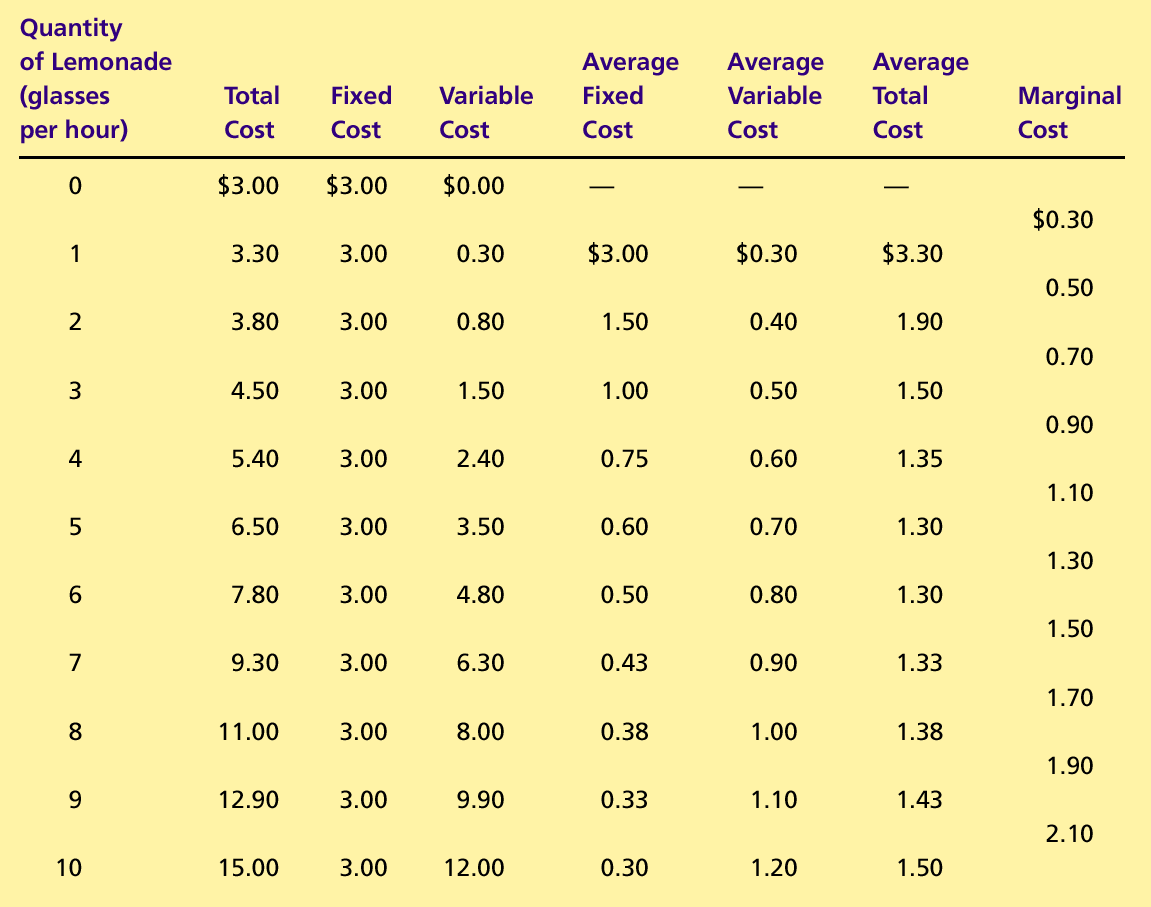 Quantity
of Lemonade Average Average Average
(glasses Total Fixed Variable Fixed Variable Total Marginal
per hour) Cost Cost Cost Cost Cost Cost Cost
0 $3.00 $3.00 $0.00 — — —
$0.30
1 3.30 3.00 0.30 $3.00 $0.30 $3.30
0.50
2 3.80 3.00 0.80 1.50 0.40 1.90
0.70
3 4.50 3.00 1.50 1.00 0.50 1.50
0.90
4 5.40 3.00 2.40 0.75 0.60 1.35
1.10
5 6.50 3.00 3.50 0.60 0.70 1.30
1.30
6 7.80 3.00 4.80 0.50 0.80 1.30
1.50
7 9.30 3.00 6.30 0.43 0.90 1.33
1.70
8 11.00 3.00 8.00 0.38 1.00 1.38
1.90
9 12.90 3.00 9.90 0.33 1.10 1.43
2.10
10 15.00 3.00 12.00 0.30 1.20 1.50